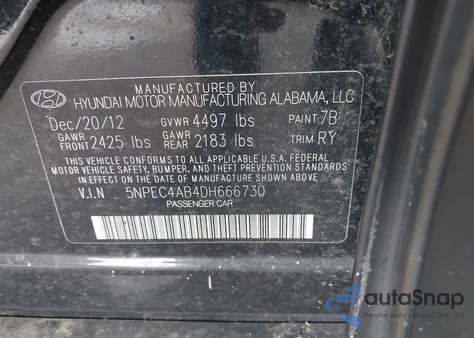 MANUFACTURED BY
HYUNDAI MOTOR MANUFACTURING ALABAMA, LLC
Dec/20/12 GVWR 4497 lbs PAINT 7B
GAWR FRONT 2425 lbs GAWR REAR 2183 lbs TRIM RY
THIS VEHICLE CONFORMS TO ALL APPLICABLE U.S.A. FEDERAL
MOTOR VEHICLE SAFETY, BUMPER, AND THEFT PREVENTION
STANDARDS IN EFFECT ON THE DATE OF MANUFACTURE SHOWN ABOVE.
V.I.N 5NPEC4AB4DH666730
PASSENGER CAR
autoSnap